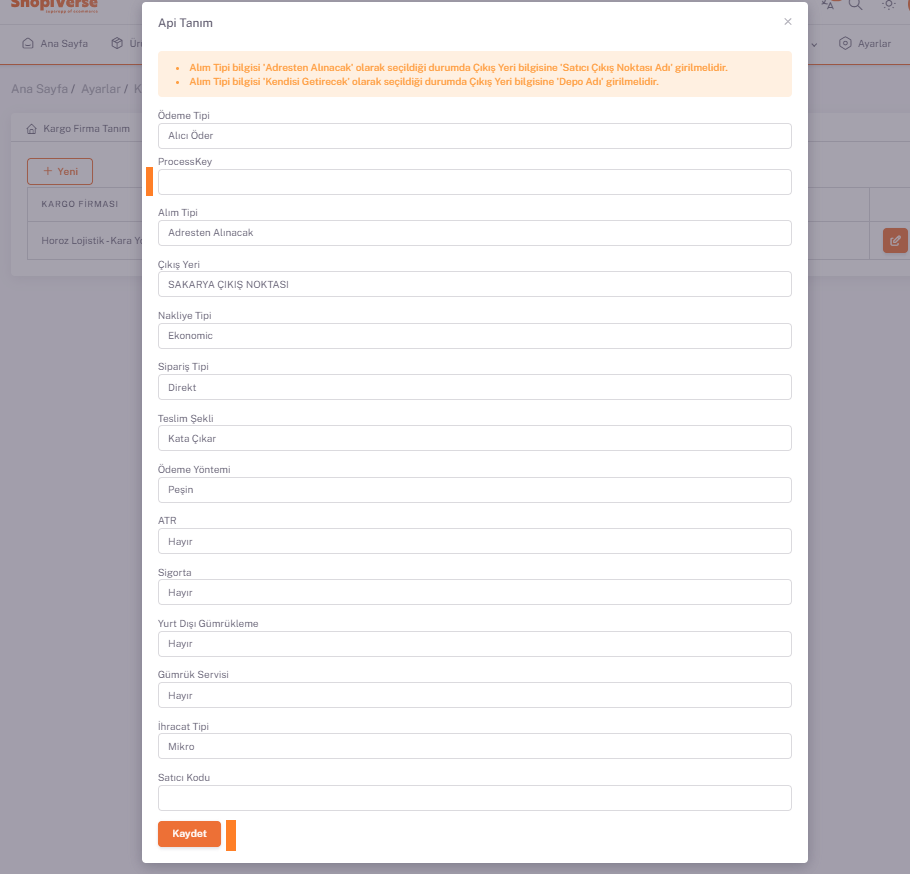 ShopiVerse
Api Tanım
×
Ana Sayfa
Ayarlar
Ana Sayfa / Ayarlar / K
Kargo Firma Tanım
+ Yeni
KARGO FİRMASI
Horoz Lojistik - Kara Y
• Alım Tipi bilgisi 'Adresten Alınacak' olarak seçildiği durumda Çıkış Yeri bilgisine 'Satıcı Çıkış Noktası Adı' girilmelidir.
• Alım Tipi bilgisi 'Kendisi Getirecek' olarak seçildiği durumda Çıkış Yeri bilgisine 'Depo Adı' girilmelidir.
Ödeme Tipi
Alıcı Öder
ProcessKey
Alım Tipi
Adresten Alınacak
Çıkış Yeri
SAKARYA ÇIKIŞ NOKTASI
Nakliye Tipi
Ekonomic
Sipariş Tipi
Direkt
Teslim Şekli
Kata Çıkar
Ödeme Yöntemi
Peşin
ATR
Hayır
Sigorta
Hayır
Yurt Dışı Gümrükleme
Hayır
Gümrük Servisi
Hayır
İhracat Tipi
Mikro
Satıcı Kodu
Kaydet